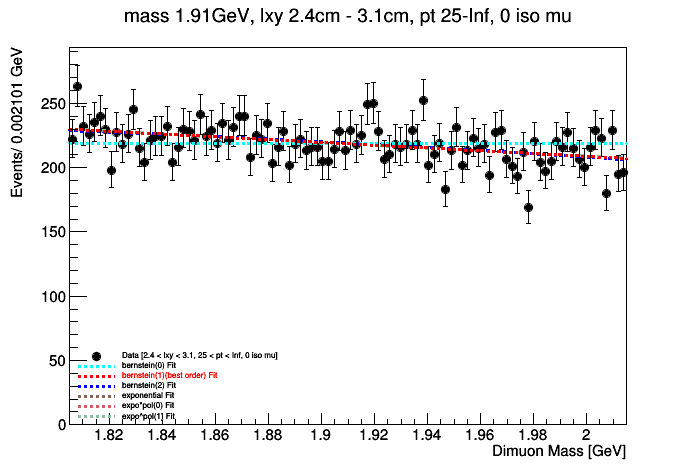 mass 1.91GeV, lxy 2.4cm - 3.1cm, pt 25-Inf, 0 iso mu
Events/ 0.002101 GeV
250
200
150
100
50
0
Data [2.4 < lxy < 3.1, 25 < pt < Inf, 0 iso mu]
bernstein(0) Fit
bernstein(1)(best order) Fit
bernstein(2) Fit
exponential Fit
expo*pol(0) Fit
expo*pol(1) Fit
1.82 1.84 1.86 1.88 1.9 1.92 1.94 1.96 1.98 2
Dimuon Mass [GeV]